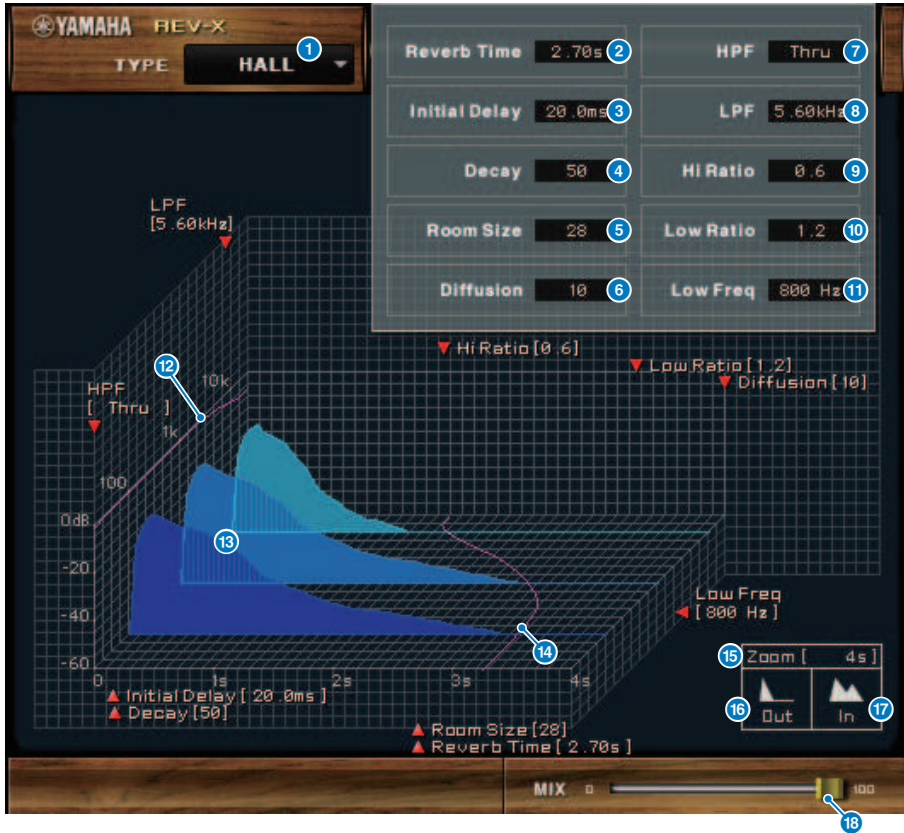 YAMAHA REV-X
TYPE HALL 1
Reverb Time 2.70s 2
HPF Thru 7
Initial Delay 20.0ms 3
LPF 5.60kHz 8
Decay 50 4
Hi Ratio 0.6 9
Room Size 28 5
Low Ratio 1.2 10
Diffusion 10 6
Low Freq 800 Hz 11
LPF
[5.60kHz]
Hi Ratio[0.6]
Low Ratio[1.2]
Diffusion[10]
12
10k
HPF
[ Thru ]
1k
100
0dB
13
-20
Low Freq
[800 Hz]
-40
14
-60
0 1s 2s 3s 4s
15 Zoom[ 4s]
16 Out In 17
Initial Delay[20.0ms ]
Decay[50]
Room Size[28]
Reverb Time[ 2.70s ]
MIX 0 100
18